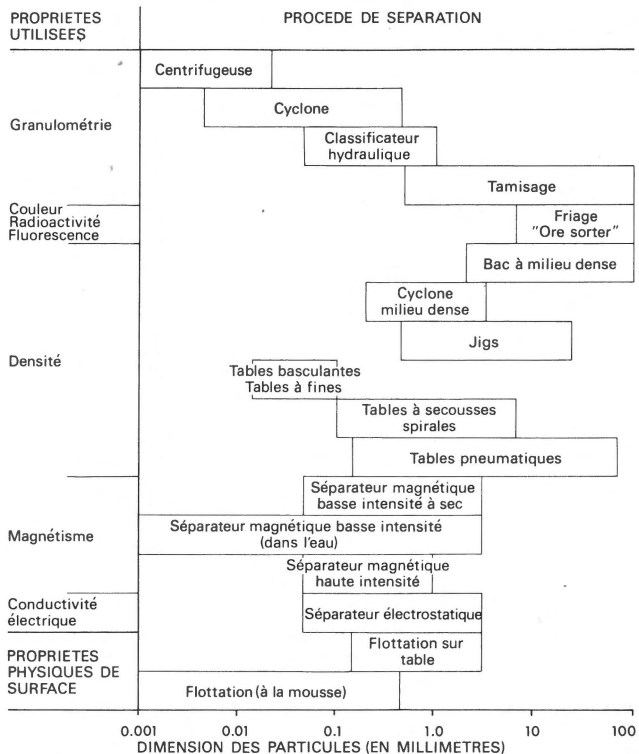 PROPRIETES
UTILISEES
PROCEDE DE SEPARATION
Granulométrie
Centrifugeuse
Cyclone
Classificateur
hydraulique
Tamisage
Couleur
Radioactivité
Fluorescence
Friage
"Ore sorter"
Densité
Bac à milieu dense
Cyclone
milieu dense
Jigs
Tables basculantes
Tables à fines
Tables à secousses
spirales
Tables pneumatiques
Magnétisme
Séparateur magnétique
basse intensité à sec
Séparateur magnétique basse intensité
(dans l'eau)
Séparateur magnétique
haute intensité
Conductivité
électrique
Séparateur électrostatique
PROPRIETES
PHYSIQUES DE
SURFACE
Flottation sur
table
Flottation (à la mousse)
0.001 0.01 0.1 1.0 10 100
DIMENSION DES PARTICULES (EN MILLIMETRES)